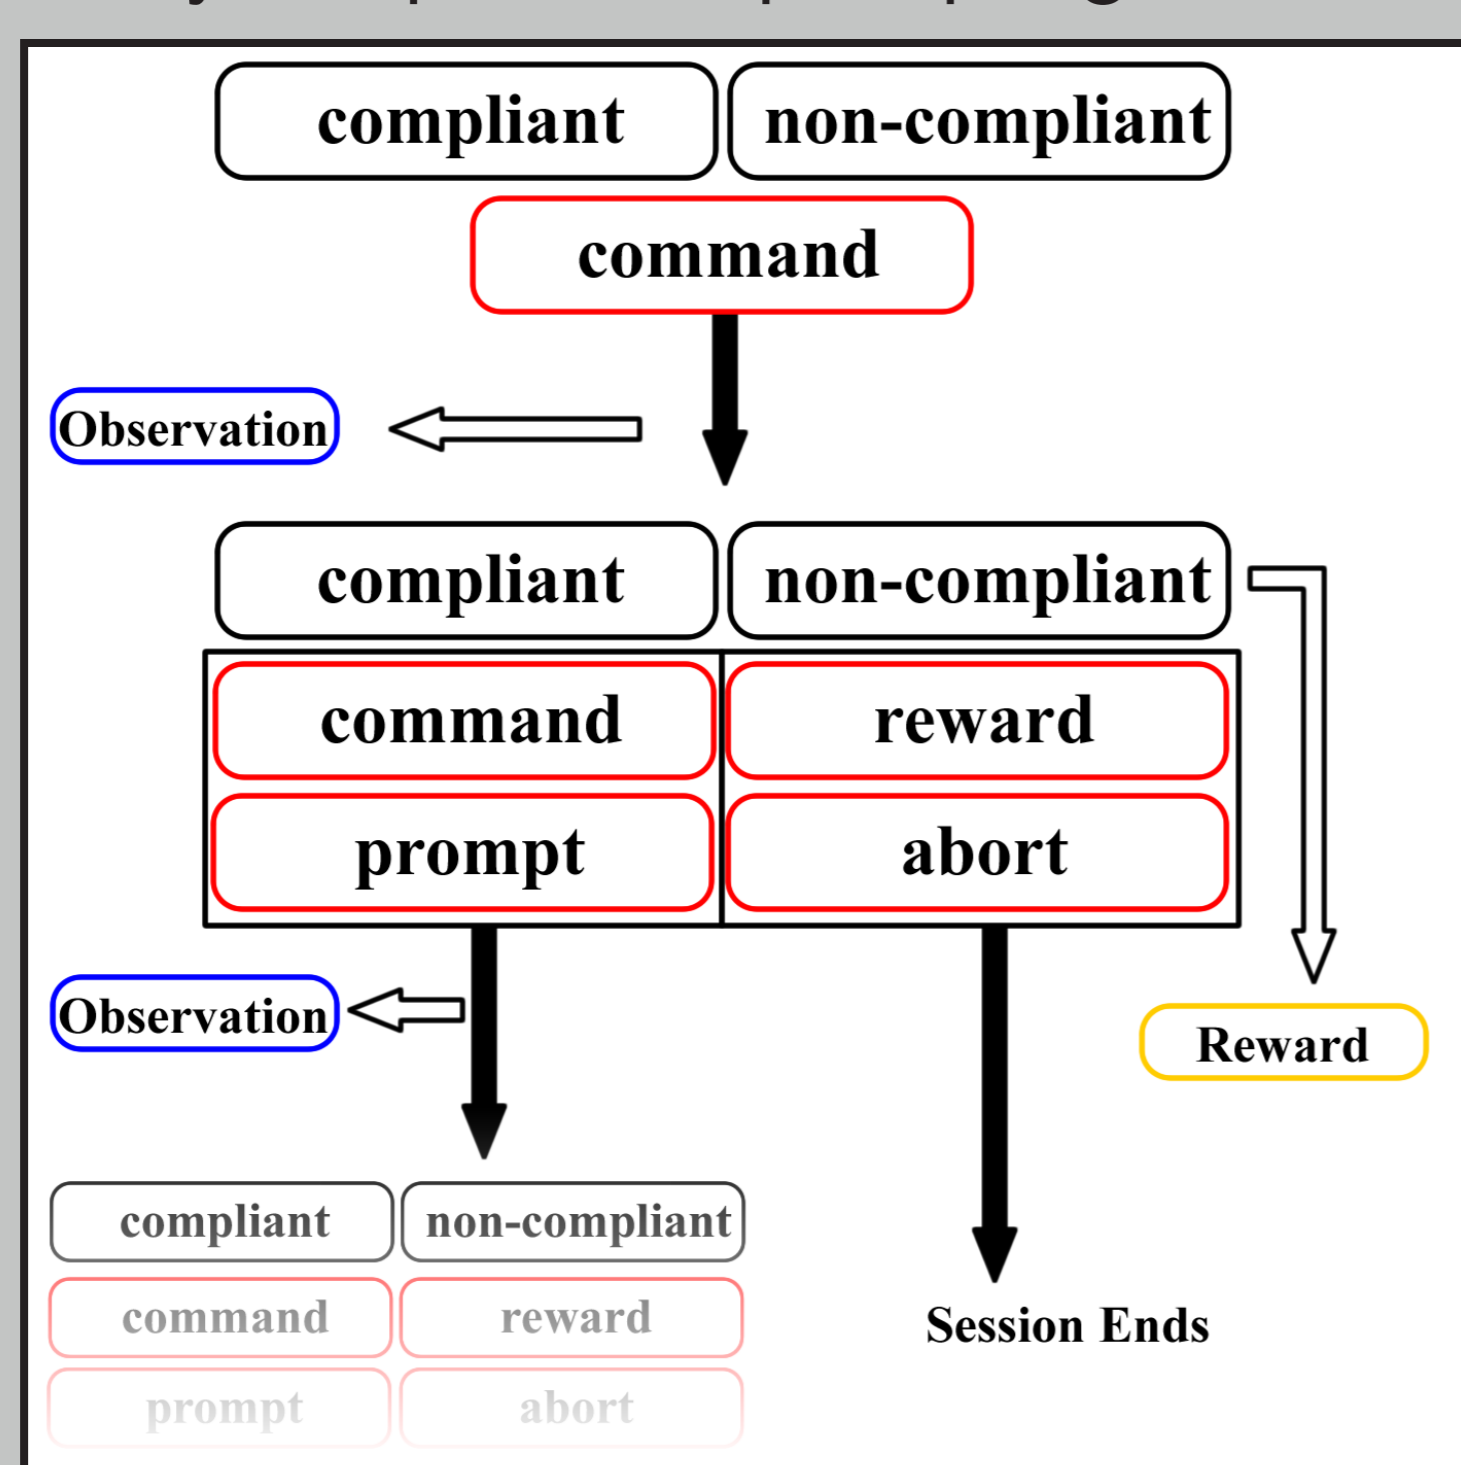 compliant non-compliant
command
Observation
compliant non-compliant
command reward
prompt abort
Observation
Reward
compliant non-compliant
command reward
Session Ends
prompt abort